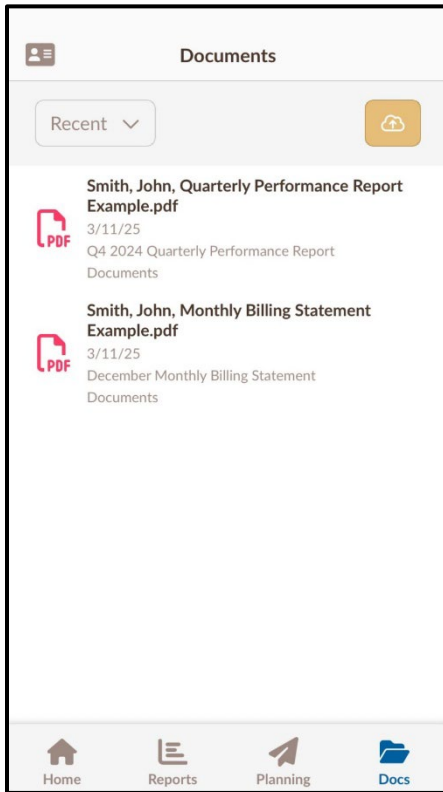 Documents
Recent
Smith, John, Quarterly Performance Report
Example.pdf
PDF
3/11/25
Q4 2024 Quarterly Performance Report
Documents
Smith, John, Monthly Billing Statement
Example.pdf
PDF
3/11/25
December Monthly Billing Statement
Documents
Home
Reports
Planning
Docs